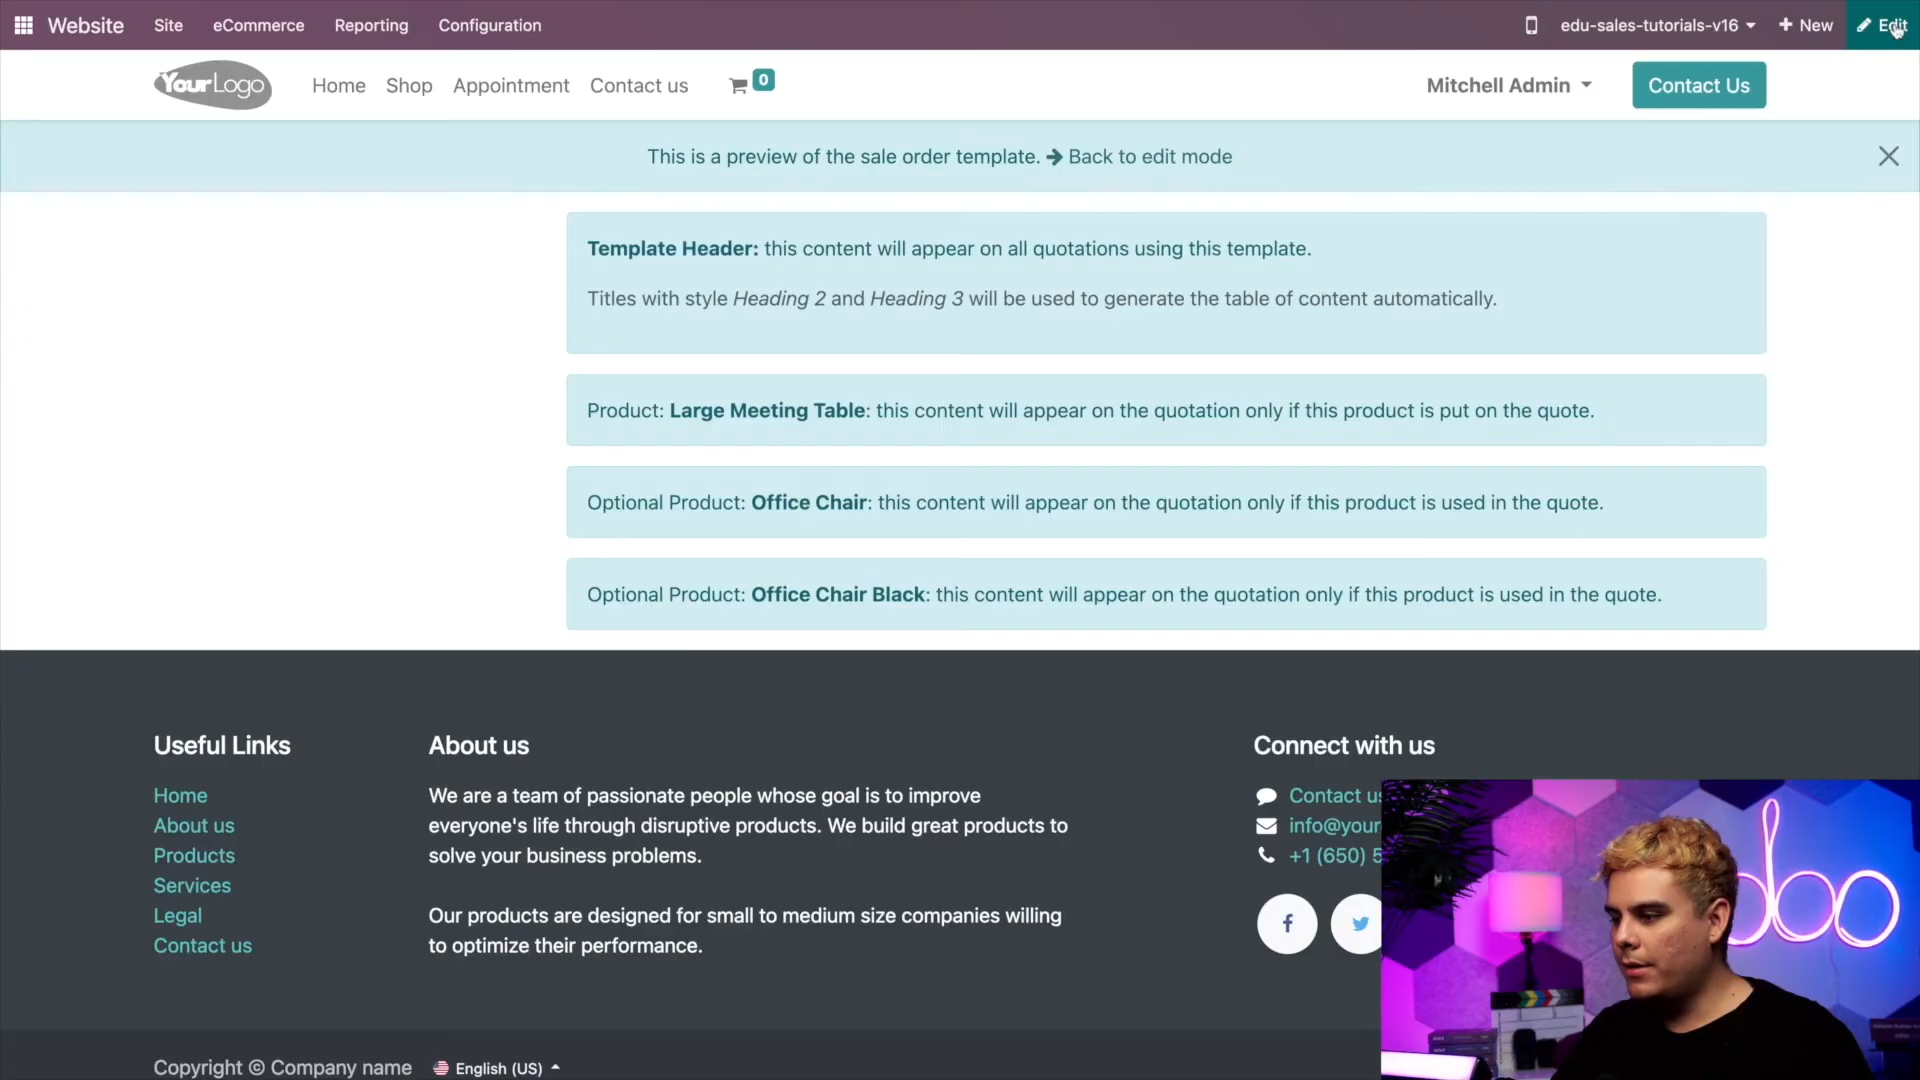 Website Site eCommerce Reporting Configuration edu-sales-tutorials-v16 New Edit
YourLogo Home Shop Appointment Contact us 0 Mitchell Admin Contact Us
This is a preview of the sale order template. Back to edit mode
Template Header: this content will appear on all quotations using this template.
Titles with style Heading 2 and Heading 3 will be used to generate the table of content automatically.
Product: Large Meeting Table: this content will appear on the quotation only if this product is put on the quote.
Optional Product: Office Chair: this content will appear on the quotation only if this product is used in the quote.
Optional Product: Office Chair Black: this content will appear on the quotation only if this product is used in the quote.
Useful Links
Home
About us
Products
Services
Legal
Contact us
About us
We are a team of passionate people whose goal is to improve
everyone's life through disruptive products. We build great products to
solve your business problems.
Our products are designed for small to medium size companies willing
to optimize their performance.
Connect with us
Contact us
info@your
+1 (650) 5
Copyright © Company name English (US)